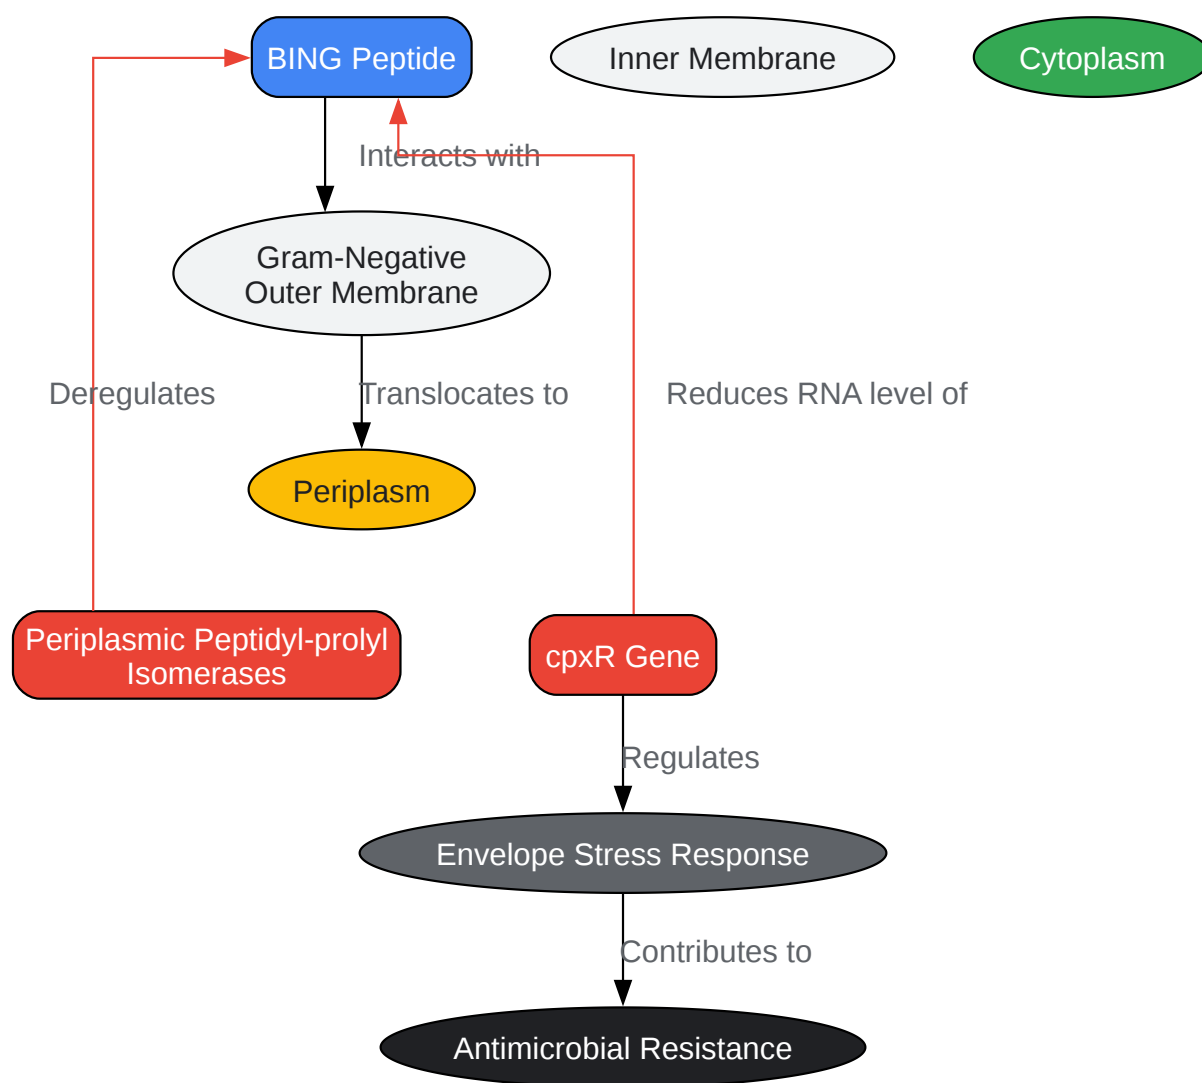 BING Peptide
Inner Membrane
Cytoplasm
Interacts with
Gram-Negative
Outer Membrane
Deregulates
Translocates to
Reduces RNA level of
Periplasm
Periplasmic Peptidyl-prolyl
Isomerases
cpxR Gene
Regulates
Envelope Stress Response
Contributes to
Antimicrobial Resistance